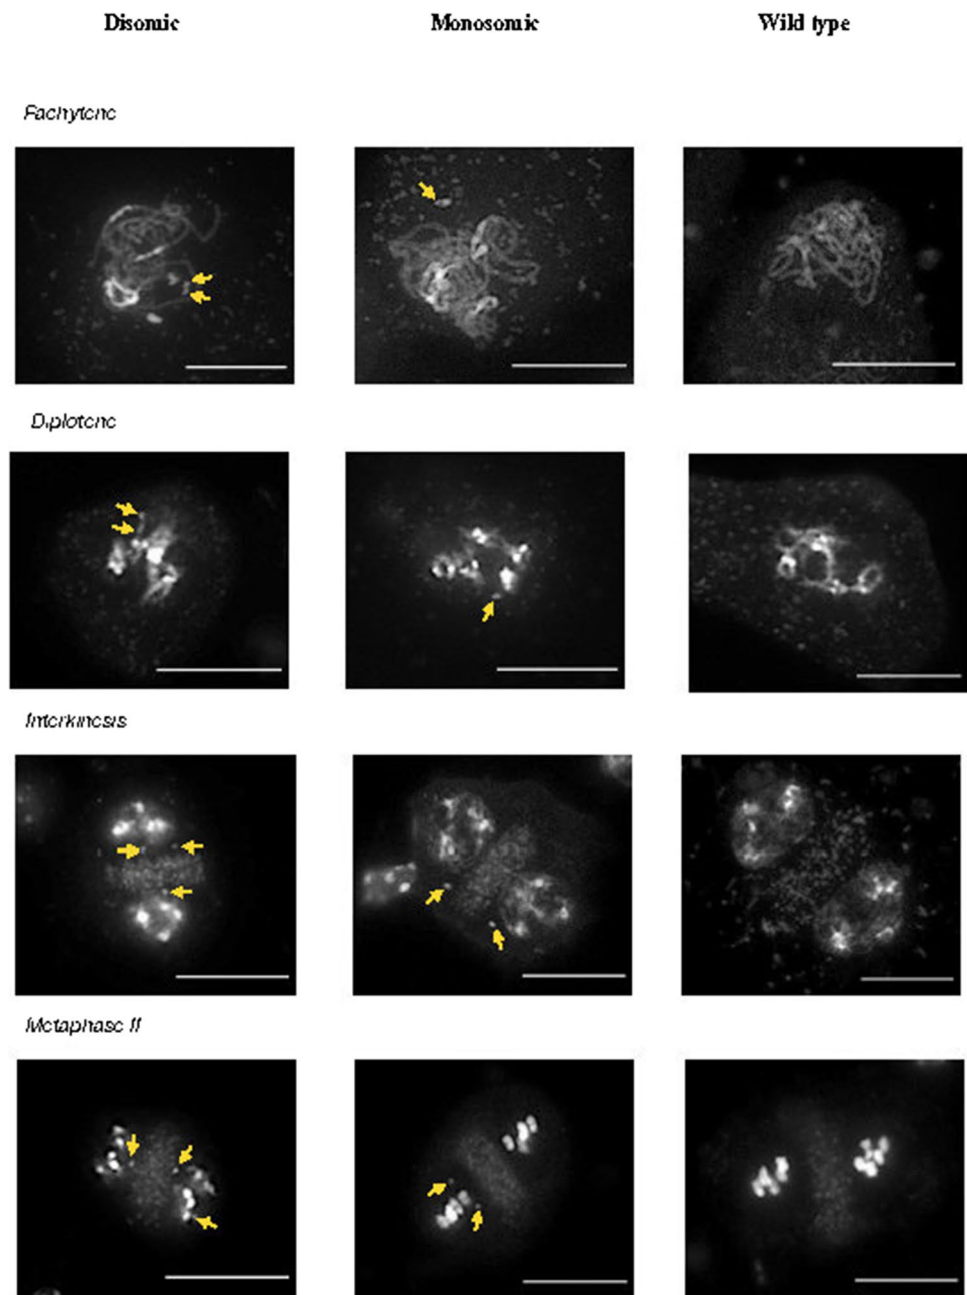 Disomic Monosomic Wild type
Pachytene
Diplotene
Interkinesis
Metaphase II